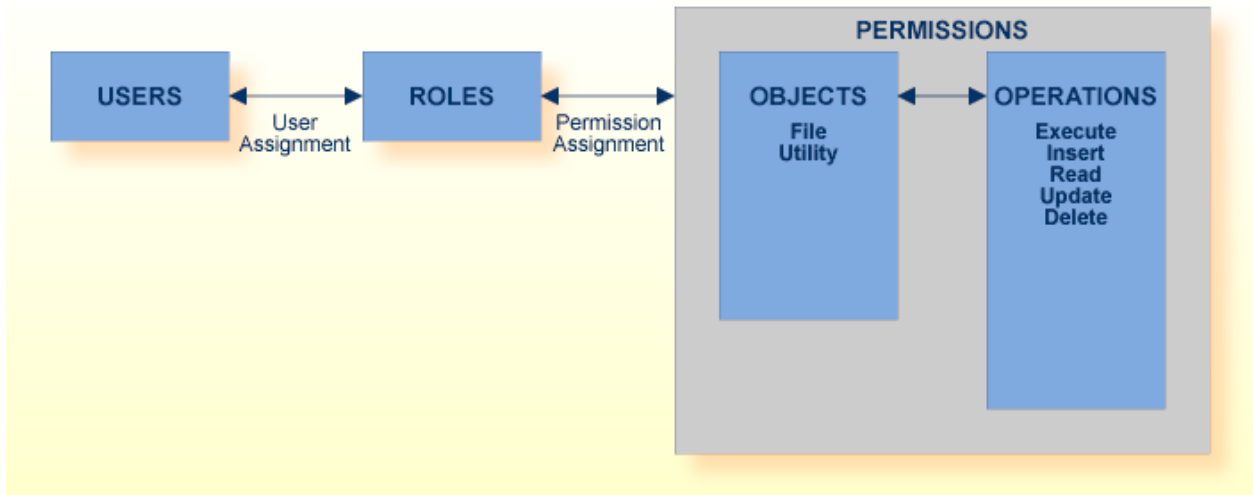 PERMISSIONS
USERS
User
Assignment
ROLES
Permission
Assignment
OBJECTS
File
Utility
OPERATIONS
Execute
Insert
Read
Update
Delete